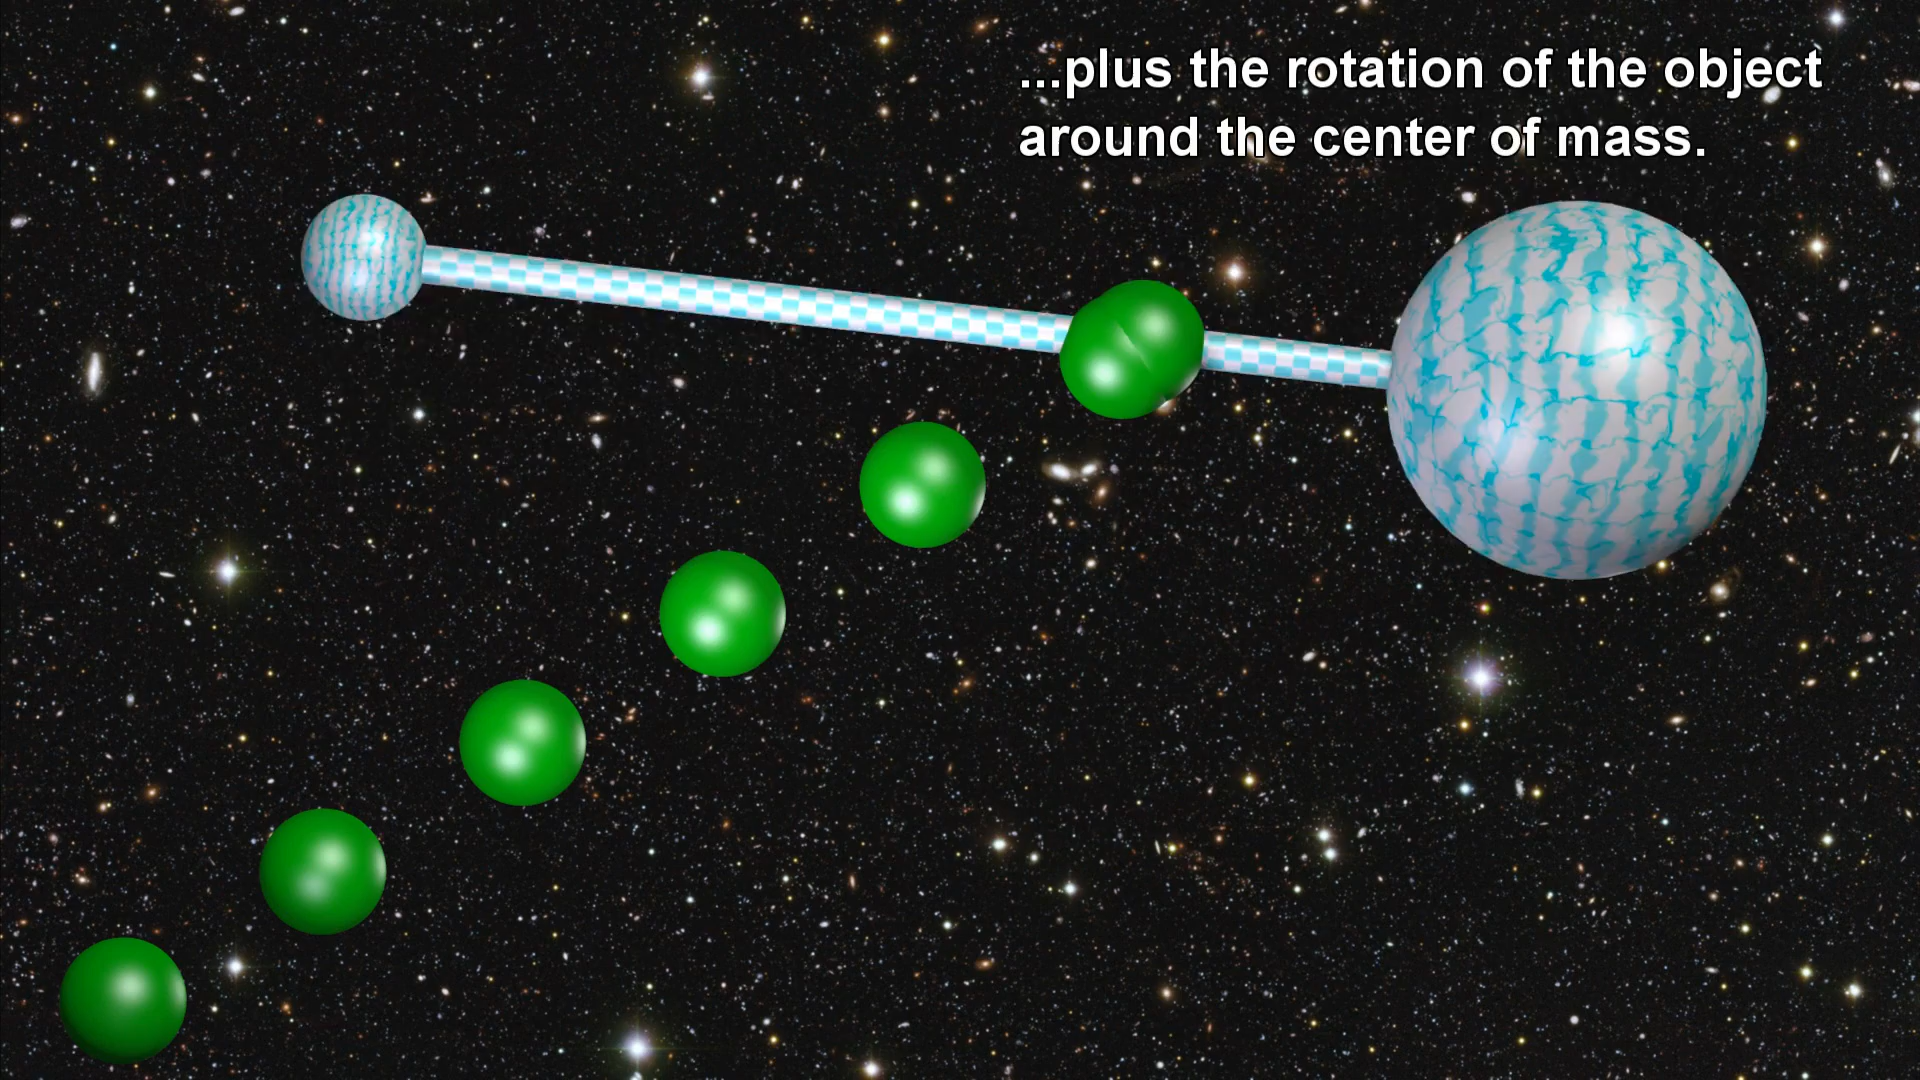 ...plus the rotation of the object
around the center of mass.